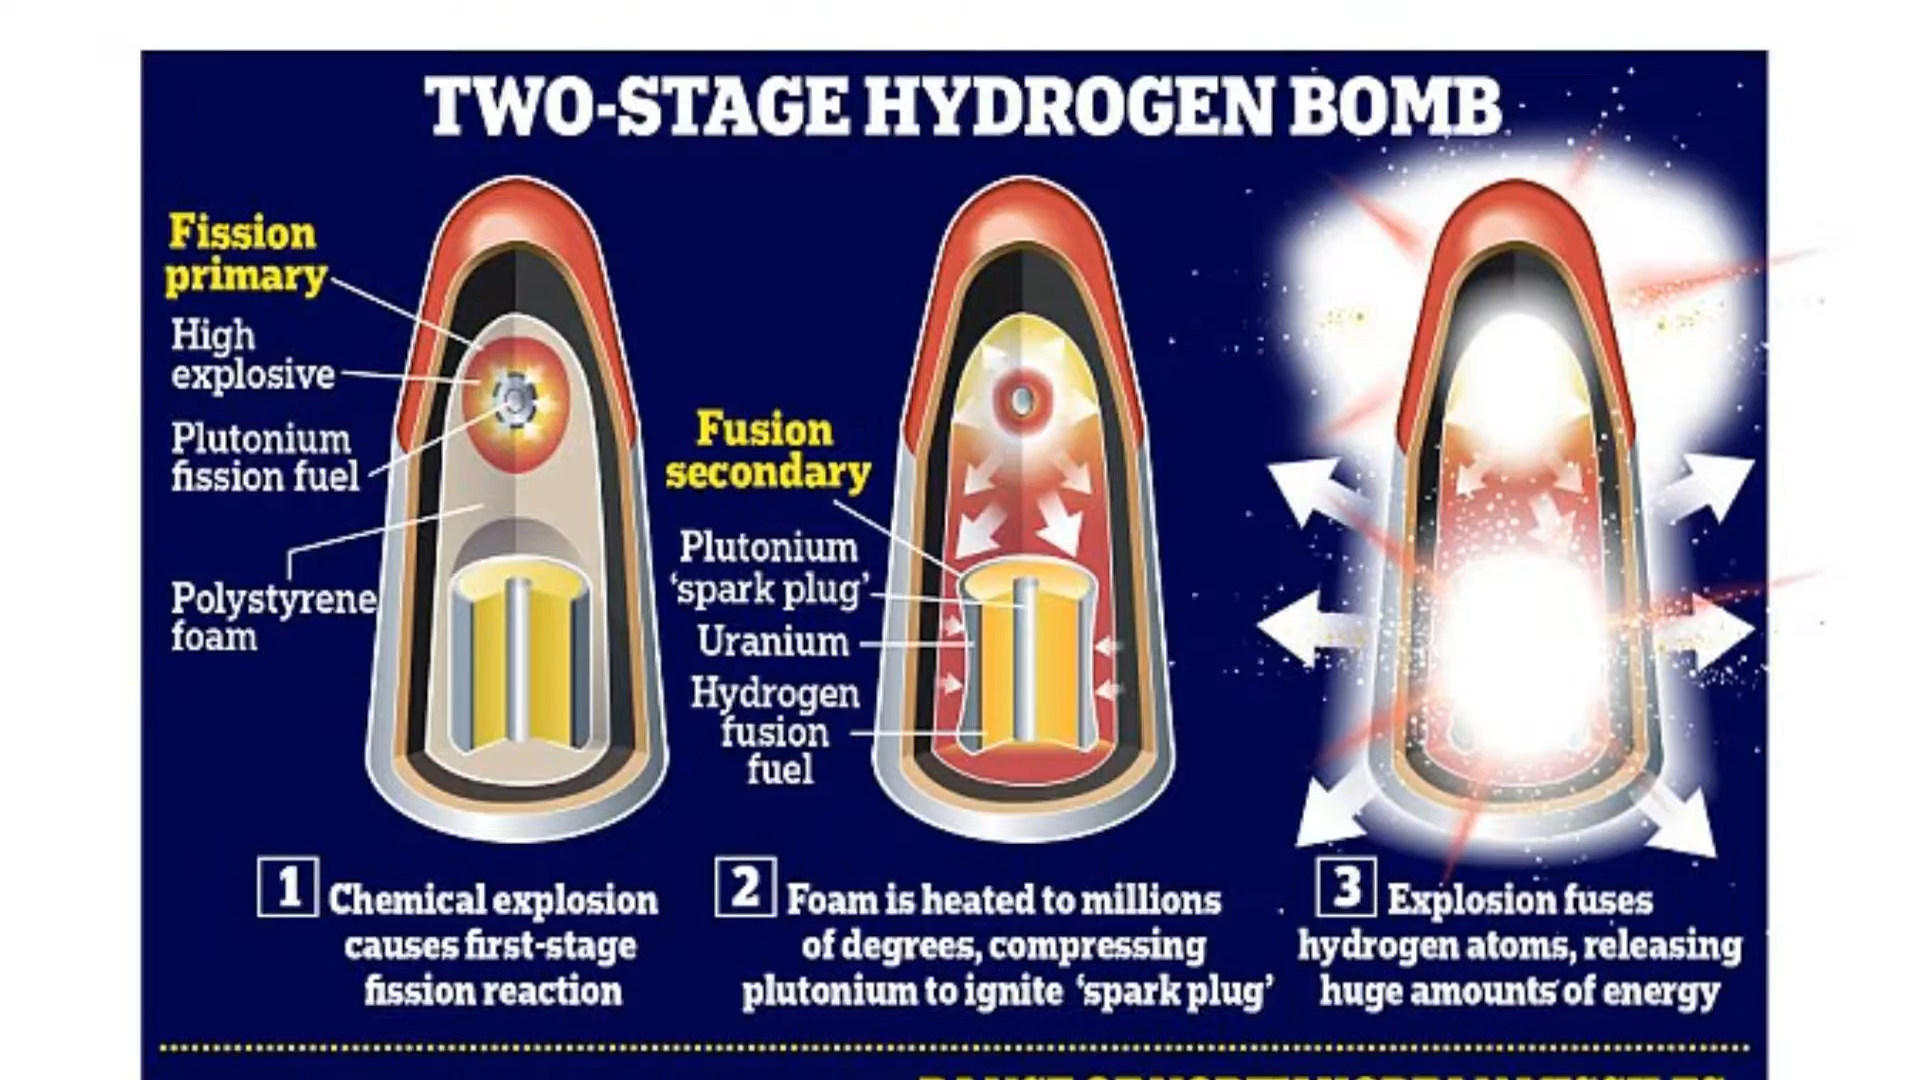 TWO-STAGE HYDROGEN BOMB
Fission
primary
High
explosive
Plutonium
fission fuel
Polystyrene
foam
Fusion
secondary
Plutonium
‘spark plug’
Uranium
Hydrogen
fusion
fuel
1 Chemical explosion
causes first-stage
fission reaction
2 Foam is heated to millions
of degrees, compressing
plutonium to ignite ‘spark plug’
3 Explosion fuses
hydrogen atoms, releasing
huge amounts of energy